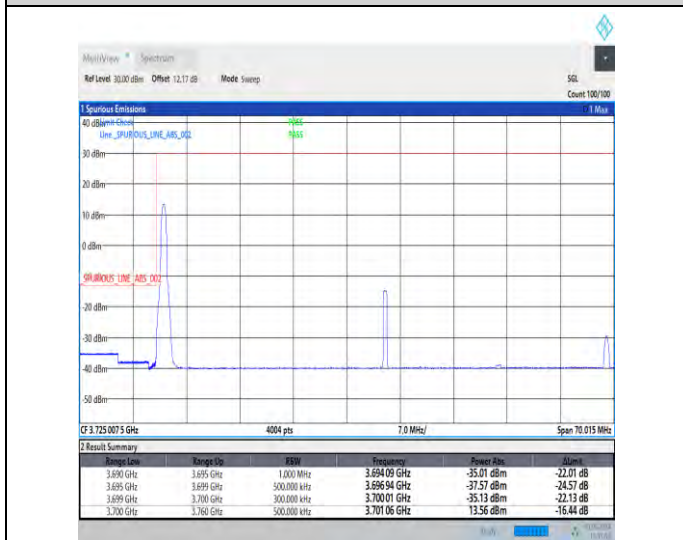 MultiView Spectrum
Ref Level 30.00 dBm Offset 12.17 dB Mode Sweep SGL
Count 100/100
1 Spurious Emissions 1 Max
40 dBm Limit Check PASS
Line _SPURIOUS_LINE_ABS_002 PASS
30 dBm
20 dBm
10 dBm
0 dBm
_SPURIOUS_LINE_ABS_002
-20 dBm
-30 dBm
-40 dBm
-50 dBm
CF 3.725 007 5 GHz 4004 pts 7.0 MHz/ Span 70.015 MHz
2 Result Summary
Range Low Range Up RBW Frequency Power Abs ΔLimit
3.690 GHz 3.695 GHz 1.000 MHz 3.694 09 GHz -35.01 dBm -22.01 dB
3.695 GHz 3.699 GHz 500.000 kHz 3.696 94 GHz -37.57 dBm -24.57 dB
3.699 GHz 3.700 GHz 300.000 kHz 3.700 01 GHz -35.13 dBm -22.13 dB
3.700 GHz 3.760 GHz 500.000 kHz 3.701 06 GHz 13.56 dBm -16.44 dB